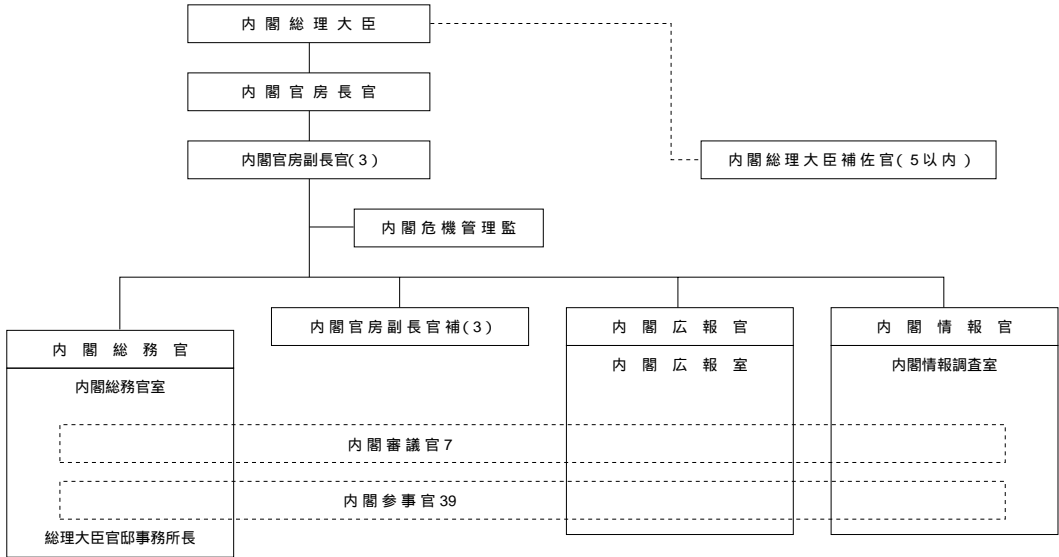 内閣総理大臣
内閣官房長官
内閣官房副長官(3)
内閣総理大臣補佐官(5以内)
内閣危機管理監
内閣総務官
内閣官房副長官補(3)
内閣広報官
内閣情報官
内閣総務官室
内閣広報室
内閣情報調査室
内閣審議官7
内閣参事官39
総理大臣官邸事務所長